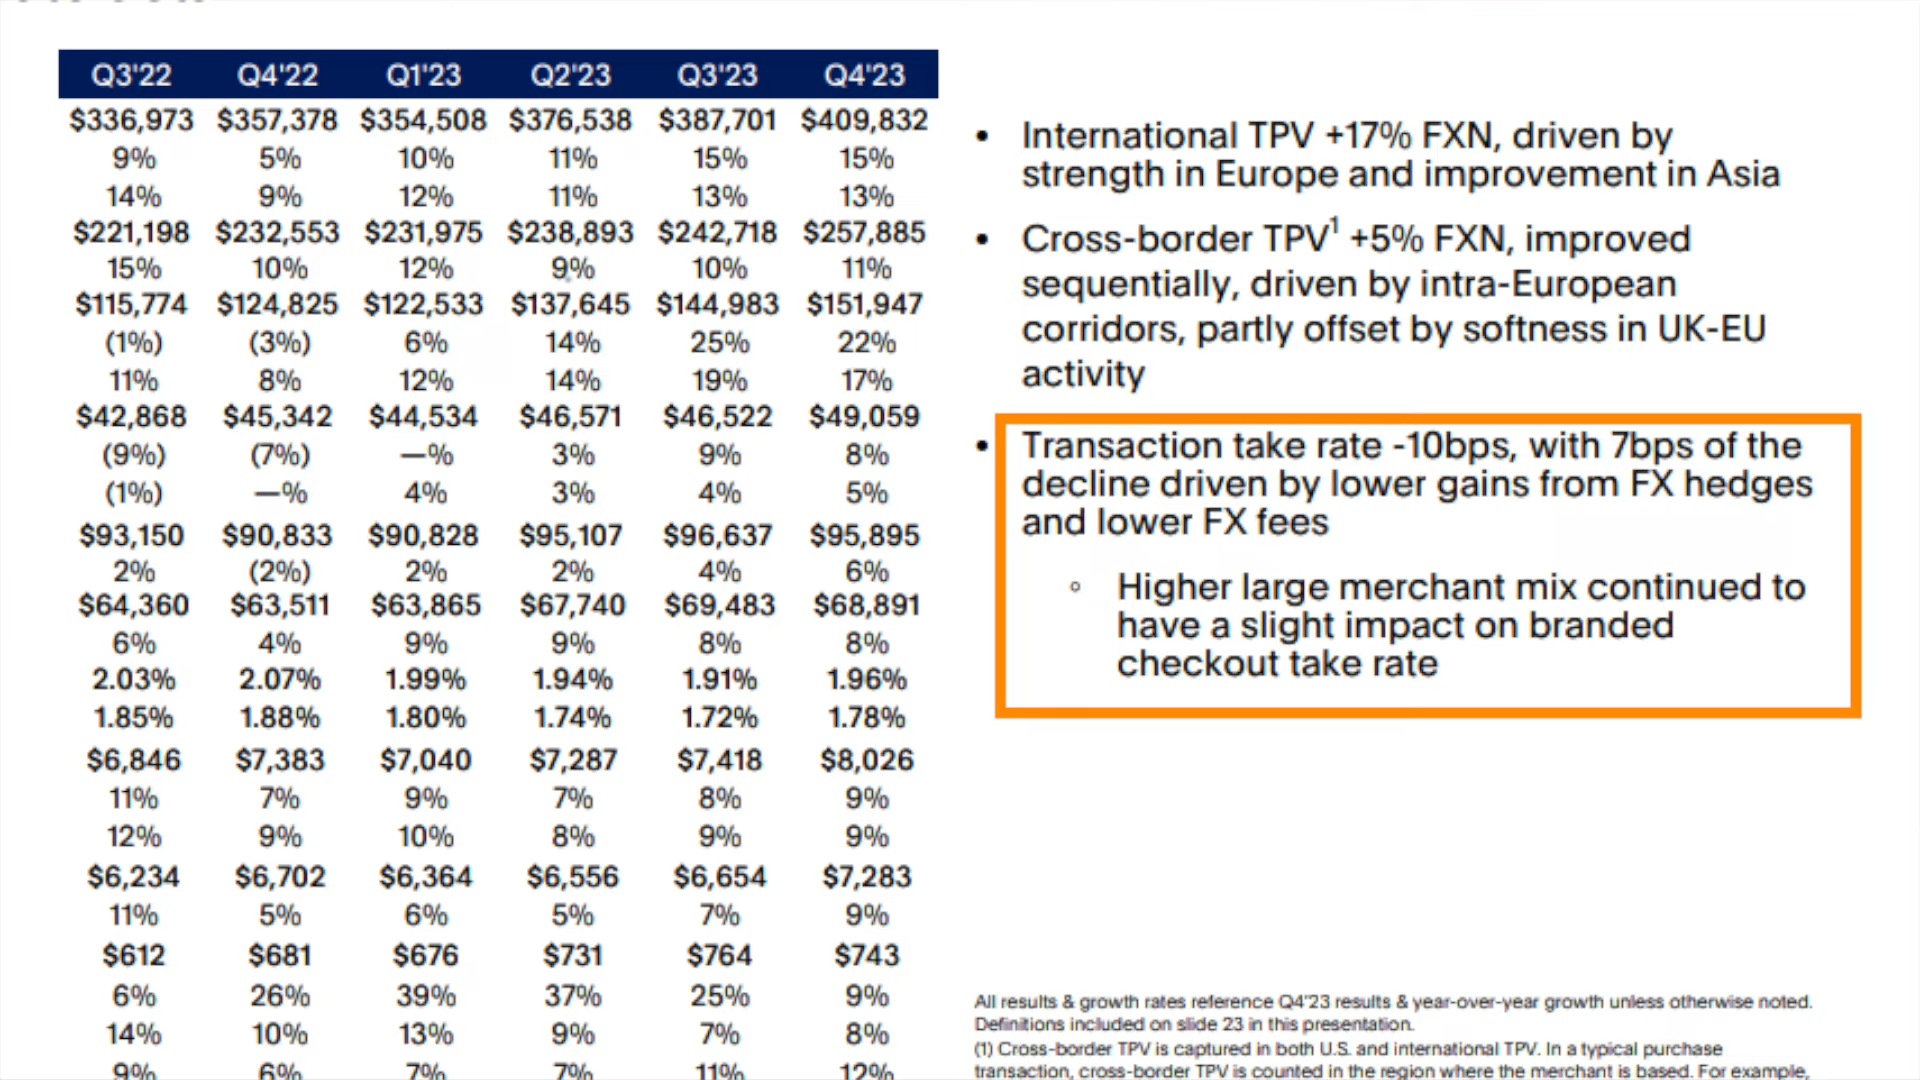 Q3'22 Q4'22 Q1'23 Q2'23 Q3'23 Q4'23
$336,973 $357,378 $354,508 $376,538 $387,701 $409,832
9% 5% 10% 11% 15% 15%
14% 9% 12% 11% 13% 13%
$221,198 $232,553 $231,975 $238,893 $242,718 $257,885
15% 10% 12% 9% 10% 11%
$115,774 $124,825 $122,533 $137,645 $144,983 $151,947
(1%) (3%) 6% 14% 25% 22%
11% 8% 12% 14% 19% 17%
$42,868 $45,342 $44,534 $46,571 $46,522 $49,059
(9%) (7%) —% 3% 9% 8%
(1%) —% 4% 3% 4% 5%
$93,150 $90,833 $90,828 $95,107 $96,637 $95,895
2% (2%) 2% 2% 4% 6%
$64,360 $63,511 $63,865 $67,740 $69,483 $68,891
6% 4% 9% 9% 8% 8%
2.03% 2.07% 1.99% 1.94% 1.91% 1.96%
1.85% 1.88% 1.80% 1.74% 1.72% 1.78%
$6,846 $7,383 $7,040 $7,287 $7,418 $8,026
11% 7% 9% 7% 8% 9%
12% 9% 10% 8% 9% 9%
$6,234 $6,702 $6,364 $6,556 $6,654 $7,283
11% 5% 6% 5% 7% 9%
$612 $681 $676 $731 $764 $743
6% 26% 39% 37% 25% 9%
14% 10% 13% 9% 7% 8%
9% 6% 7% 7% 11% 12%
• International TPV +17% FXN, driven by
strength in Europe and improvement in Asia
• Cross-border TPV¹ +5% FXN, improved
sequentially, driven by intra-European
corridors, partly offset by softness in UK-EU
activity
• Transaction take rate -10bps, with 7bps of the
decline driven by lower gains from FX hedges
and lower FX fees
◦ Higher large merchant mix continued to
have a slight impact on branded
checkout take rate
All results & growth rates reference Q4'23 results & year-over-year growth unless otherwise noted.
Definitions included on slide 23 in this presentation.
(1) Cross-border TPV is captured in both U.S. and international TPV. In a typical purchase
transaction, cross-border TPV is counted in the region where the merchant is based. For example,